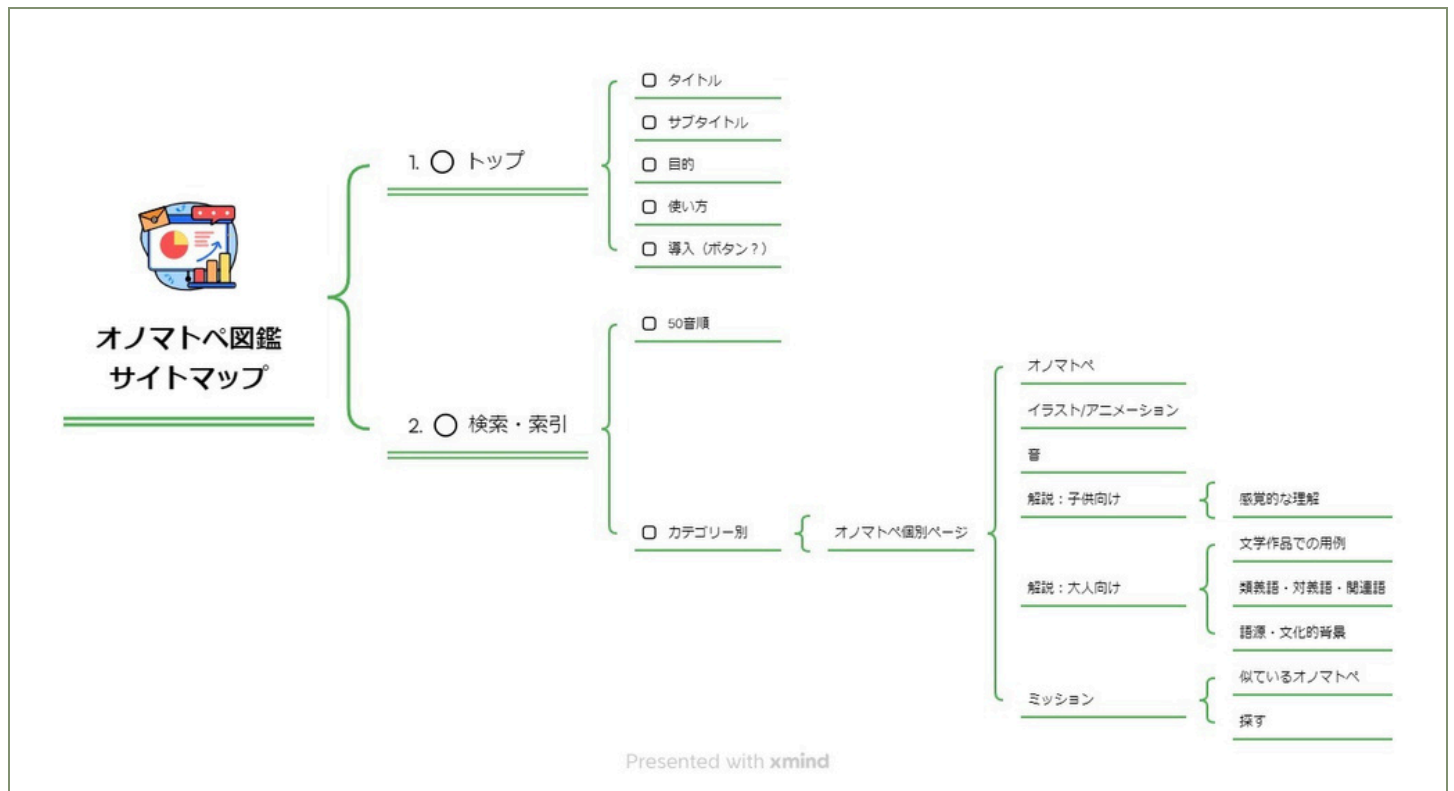 オノマトペ図鑑
サイトマップ
1. トップ
タイトル
サブタイトル
目的
使い方
導入（ボタン？）
2. 検索・索引
50音順
カテゴリー別
オノマトペ個別ページ
オノマトペ
イラスト/アニメーション
音
解説：子供向け
感覚的な理解
解説：大人向け
文学作品での用例
類義語・対義語・関連語
語源・文化的背景
ミッション
似ているオノマトペ
探す
Presented with xmind